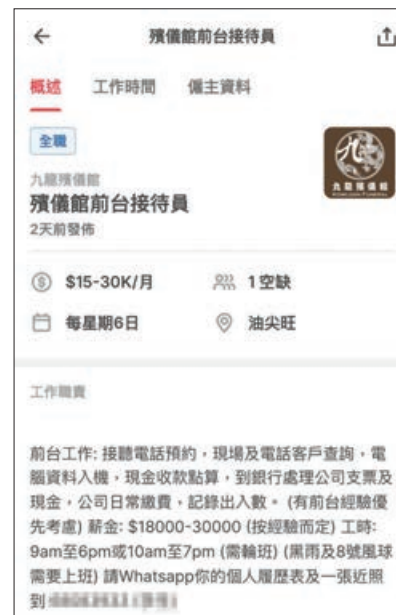 殯儀館前台接待員
概述 工作時間 僱主資料
全職
九龍殯儀館
殯儀館前台接待員
2天前發佈
九龍殯儀館
$15-30K/月 1空缺
每星期6日 油尖旺
工作職責
前台工作: 接聽電話預約，現場及電話客戶查詢，電
腦資料入機，現金收款點算，到銀行處理公司支票及
現金，公司日常繳費，記錄出入數。 (有前台經驗優
先考慮) 薪金: $18000-30000 (按經驗而定) 工時:
9am至6pm或10am至7pm (需輪班) (黑雨及8號風球
需要上班) 請Whatsapp你的個人履歷表及一張近照
到